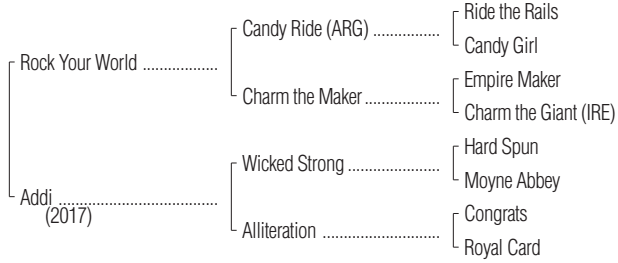 Ride the Rails
Candy Ride (ARG) ................
Candy Girl
Rock Your World ..................
Empire Maker
Charm the Maker ..................
Charm the Giant (IRE)
Hard Spun
Wicked Strong ......................
Moyne Abbey
Addi ......................................
(2017)
Congrats
Alliteration ............................
Royal Card